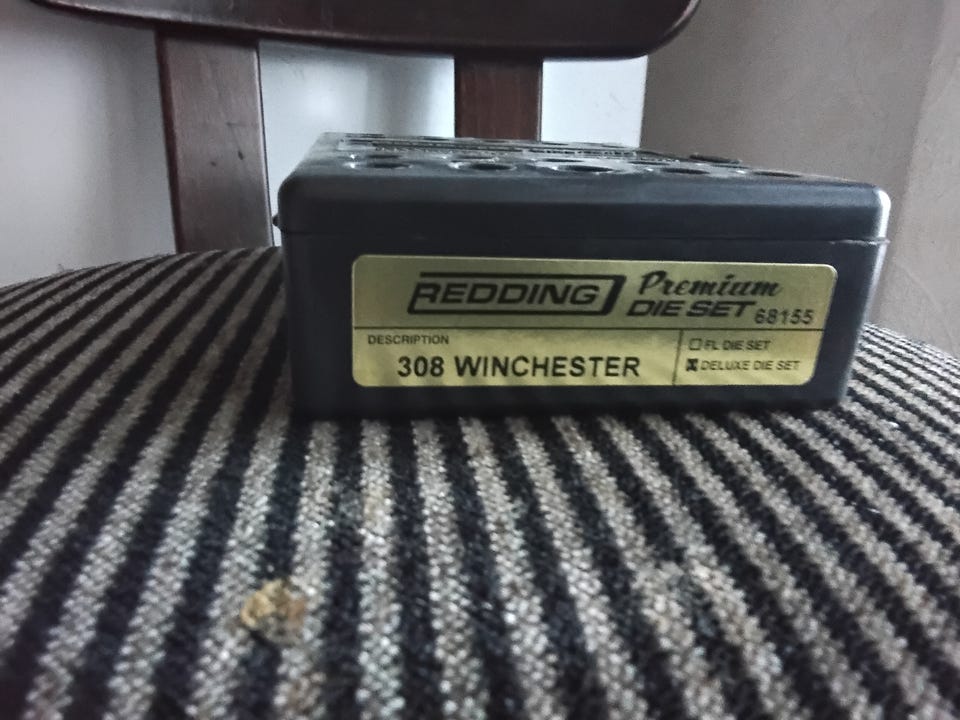 REDDING Premium
DIE SET 68155
DESCRIPTION
308 WINCHESTER
FL DIE SET
DELUXE DIE SET